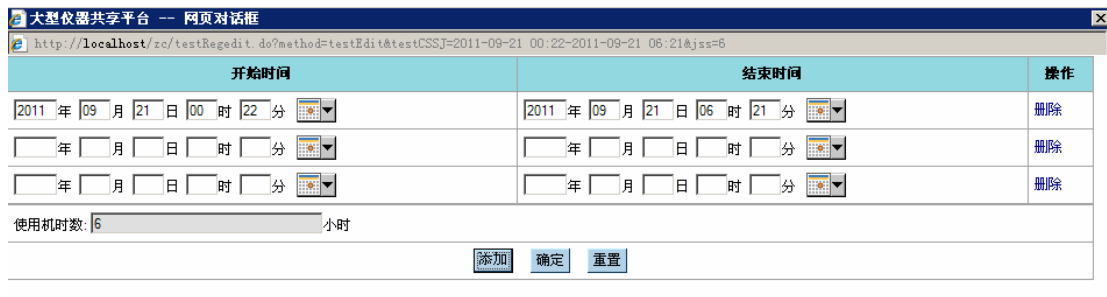 大型仪器共享平台 -- 网页对话框
http://localhost/zc/testRegedit.do?method=testEdit&testCSSJ=2011-09-21 00:22-2011-09-21 06:21&jss=6
开始时间 结束时间 操作
2011 年 09 月 21 日 00 时 22 分 2011 年 09 月 21 日 06 时 21 分 删除
年 月 日 时 分 年 月 日 时 分 删除
年 月 日 时 分 年 月 日 时 分 删除
使用机时数: 6 小时
添加 确定 重置